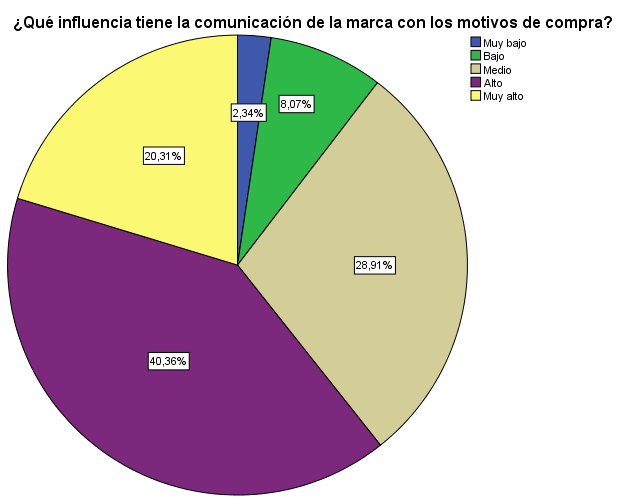 ¿Qué influencia tiene la comunicación de la marca con los motivos de compra?
Muy bajo
Bajo
Medio
Alto
Muy alto
2,34%
8,07%
20,31%
28,91%
40,36%